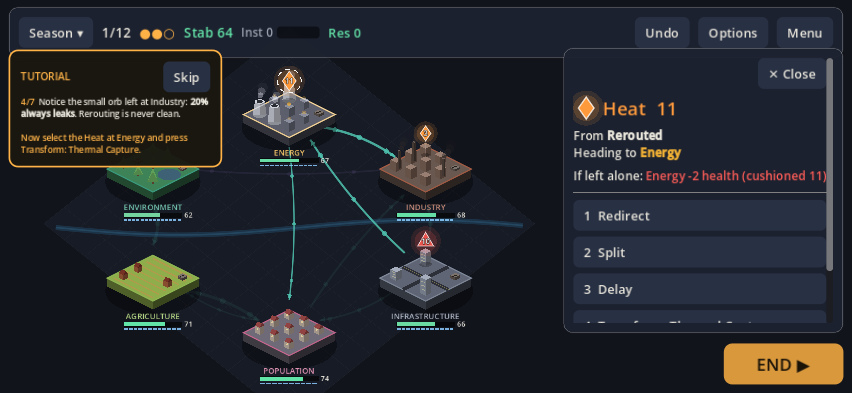 Season ▾
1/12
Stab 64
Inst 0
Res 0
Undo
Options
Menu
TUTORIAL
Skip
4/7 Notice the small orb left at Industry: 20%
always leaks. Rerouting is never clean.
Now select the Heat at Energy and press
Transform: Thermal Capture.
ENERGY
67
ENVIRONMENT
62
INDUSTRY
68
AGRICULTURE
71
INFRASTRUCTURE
66
POPULATION
74
✕ Close
Heat 11
From Rerouted
Heading to Energy
If left alone: Energy -2 health (cushioned 11)
1 Redirect
2 Split
3 Delay
END ▶